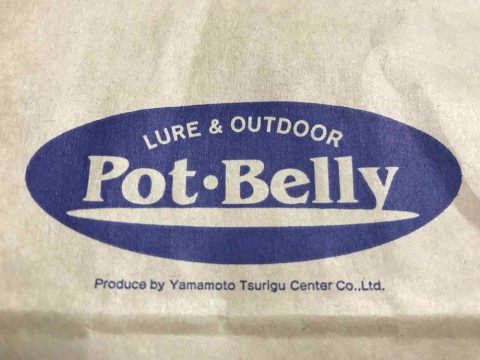 LURE & OUTDOOR
Pot·Belly
Produce by Yamamoto Tsurigu Center Co.,Ltd.